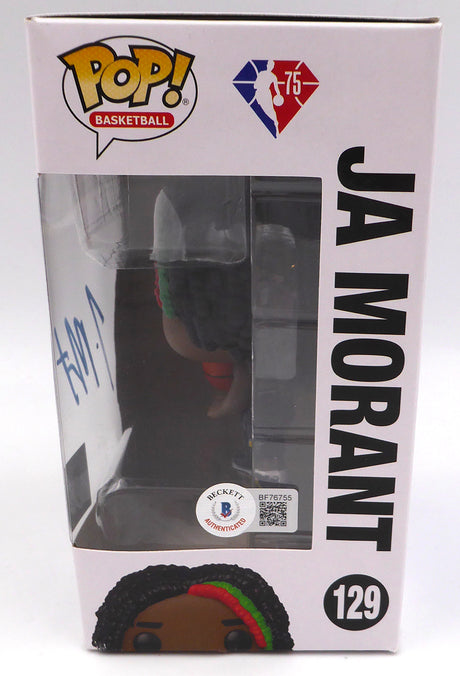 POP!
®
BASKETBALL
75
JA MORANT
BECKETT
B
AUTHENTICATED
BF76755
129